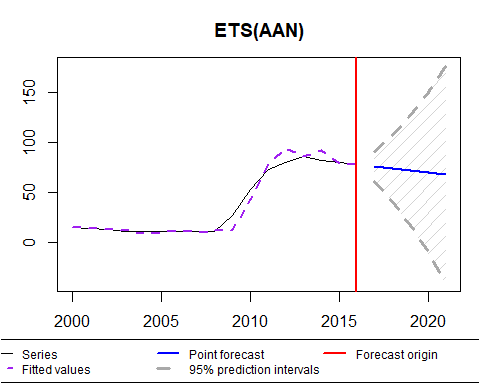 ETS(AAN)
150
100
50
0
2000 2005 2010 2015 2020
Series Point forecast Forecast origin
Fitted values 95% prediction intervals